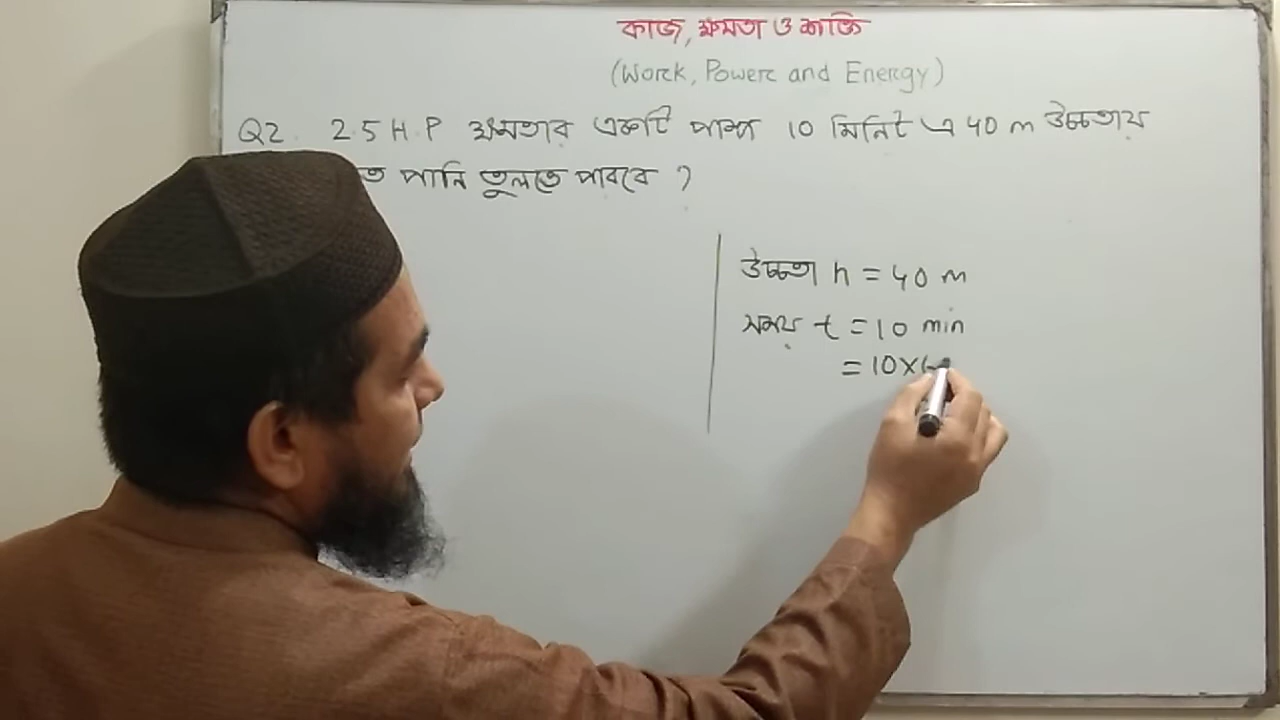 কাজ, ক্ষমতা ও শক্তি
(Work, Power and Energy)
Q2. 2.5 H.P ক্ষমতার একটি পাম্প 10 মিনিট এ 40 m উচ্চতায়
পানি তুলতে পারবে ?
উচ্চতা h = 40 m
সময় t = 10 min
= 10×